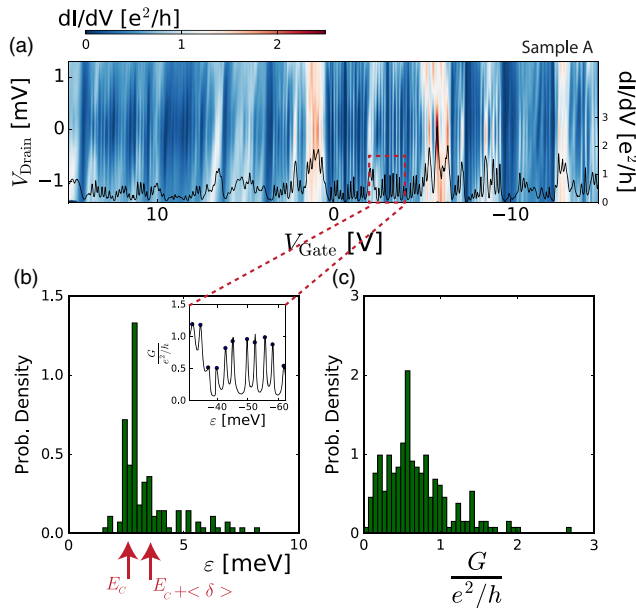 dI/dV [e²/h]
0 1 2
(a)
Sample A
V_Drain [mV]
1
0
−1
dI/dV [e²/h]
3
2
1
0
10 0 −10
V_Gate [V]
(b)
Prob. Density
1.5
1.0
0.5
0.0
0 5 10
ε [meV]
E_C
E_C + < δ >
G
e²/h
1.5
1.0
0.5
0.0
−40 −50 −60
ε [meV]
(c)
Prob. Density
3
2
1
0
0 1 2 3
G
e²/h